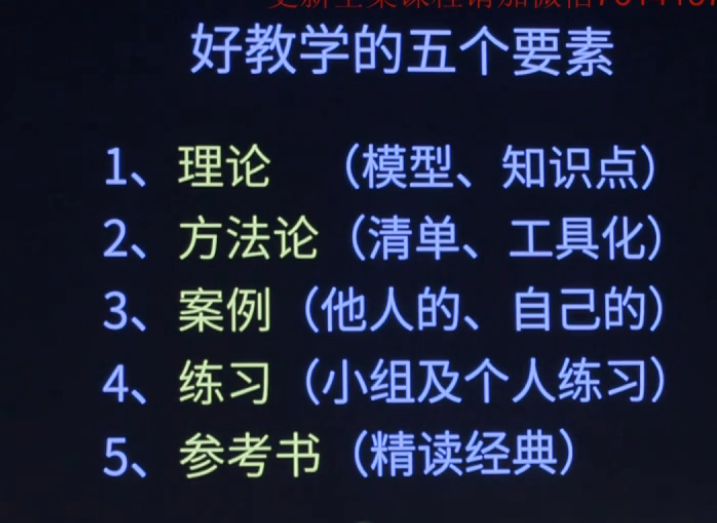 好教学的五个要素
1、理论 （模型、知识点）
2、方法论（清单、工具化）
3、案例（他人的、自己的）
4、练习（小组及个人练习）
5、参考书（精读经典）